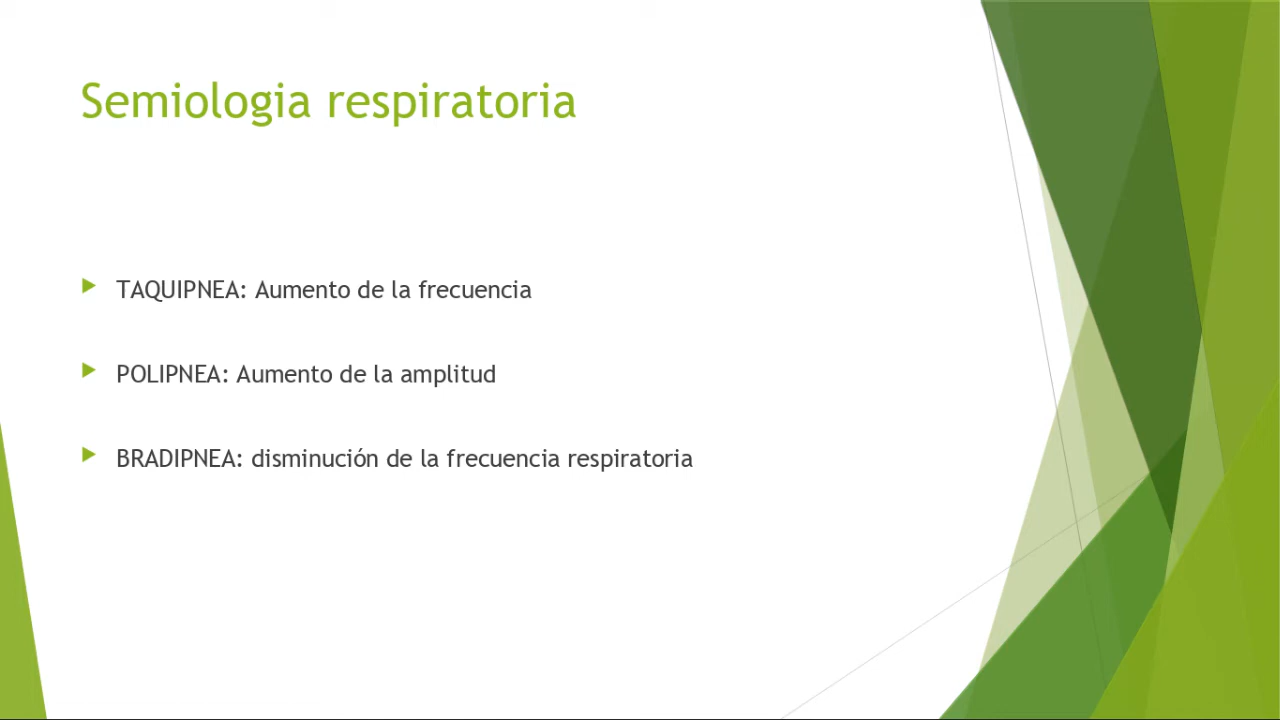 Semiologia respiratoria
TAQUIPNEA: Aumento de la frecuencia
POLIPNEA: Aumento de la amplitud
BRADIPNEA: disminución de la frecuencia respiratoria